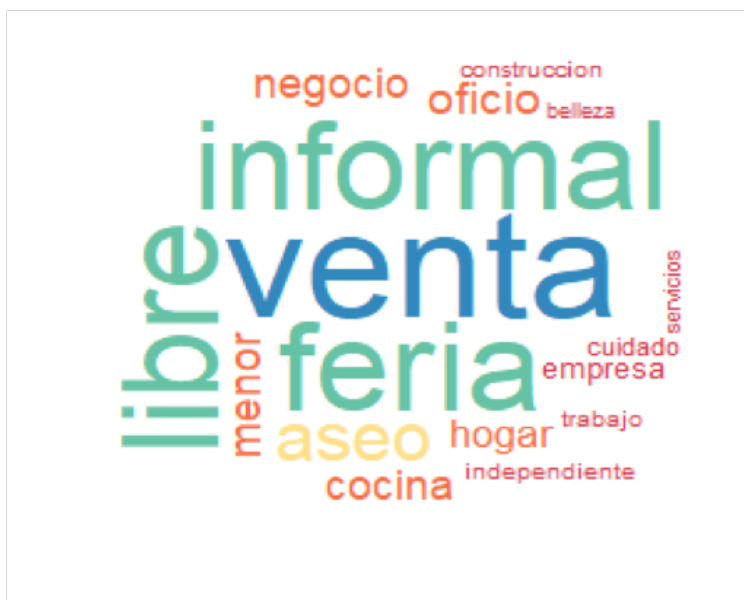 construccion
negocio
oficio
belleza
informal
venta
libre
servicios
feria
menor
cuidado
empresa
aseo
hogar
trabajo
cocina
independiente